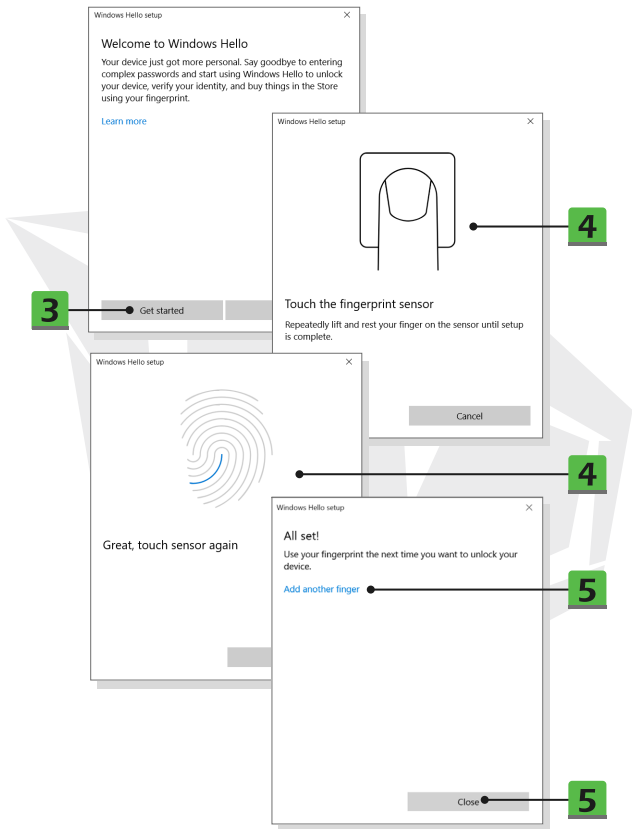 Windows Hello setup
Welcome to Windows Hello
Your device just got more personal. Say goodbye to entering
complex passwords and start using Windows Hello to unlock
your device, verify your identity, and buy things in the Store
using your fingerprint.
Learn more
3
Get started
Windows Hello setup
4
Touch the fingerprint sensor
Repeatedly lift and rest your finger on the sensor until setup
is complete.
Cancel
Windows Hello setup
4
Great, touch sensor again
Windows Hello setup
All set!
Use your fingerprint the next time you want to unlock your
device.
Add another finger
5
Close
5